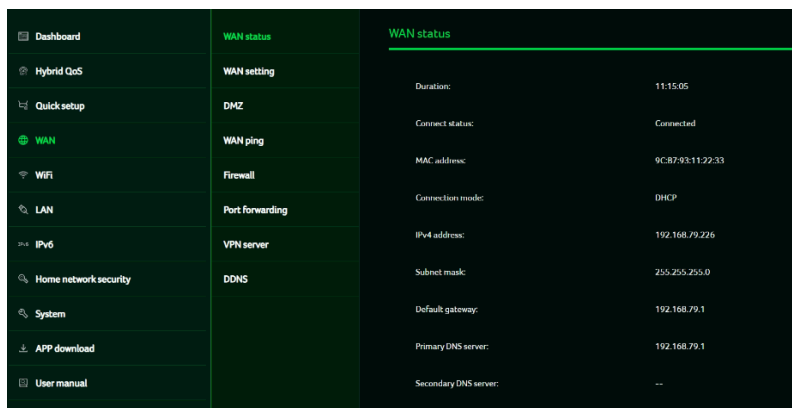 Dashboard
Hybrid QoS
Quick setup
WAN
WiFi
LAN
IPv6
IPv6
Home network security
System
APP download
User manual
WAN status
WAN setting
DMZ
WAN ping
Firewall
Port forwarding
VPN server
DDNS
WAN status
Duration: 11:15:05
Connect status: Connected
MAC address: 9C:87:93:11:22:33
Connection mode: DHCP
IPv4 address: 192.168.79.226
Subnet mask: 255.255.255.0
Default gateway: 192.168.79.1
Primary DNS server: 192.168.79.1
Secondary DNS server: --